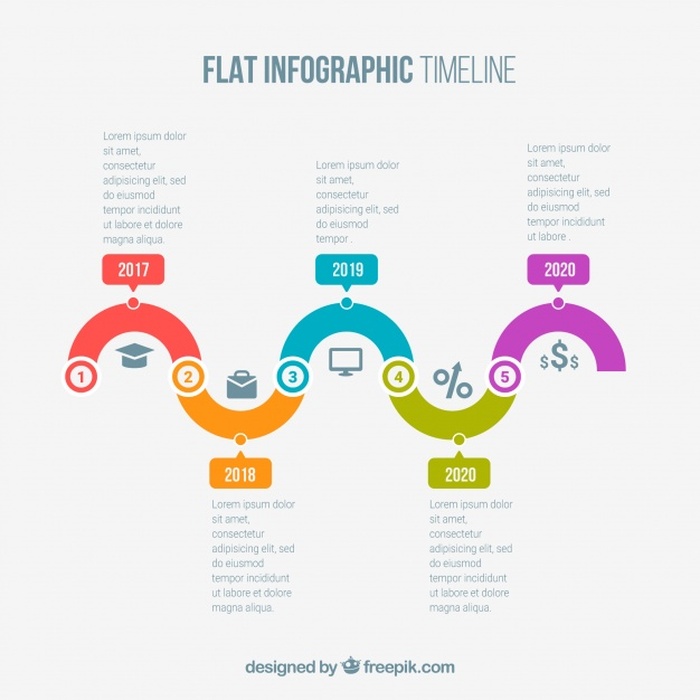 FLAT INFOGRAPHIC TIMELINE
Lorem ipsum dolor
sit amet,
consectetur
adipisicing elit, sed
do eiusmod
tempor incididunt
ut labore et dolore
magna aliqua.
2017
Lorem ipsum dolor
sit amet,
consectetur
adipisicing elit, sed
do eiusmod
tempor .
2019
Lorem ipsum dolor
sit amet,
consectetur
adipisicing elit, sed
do eiusmod
tempor incididunt
ut labore .
2020
1
2
3
4
5
%
$$$
2018
Lorem ipsum dolor
sit amet,
consectetur
adipisicing elit, sed
do eiusmod
tempor incididunt
ut labore et dolore
magna aliqua.
2020
Lorem ipsum dolor
sit amet,
consectetur
adipisicing elit, sed
do eiusmod
tempor incididunt
ut labore et dolore
magna aliqua.
designed by freepik.com